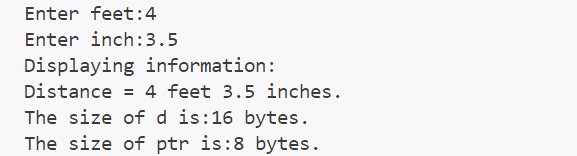 Enter feet:4
Enter inch:3.5
Displaying information:
Distance = 4 feet 3.5 inches.
The size of d is:16 bytes.
The size of ptr is:8 bytes.